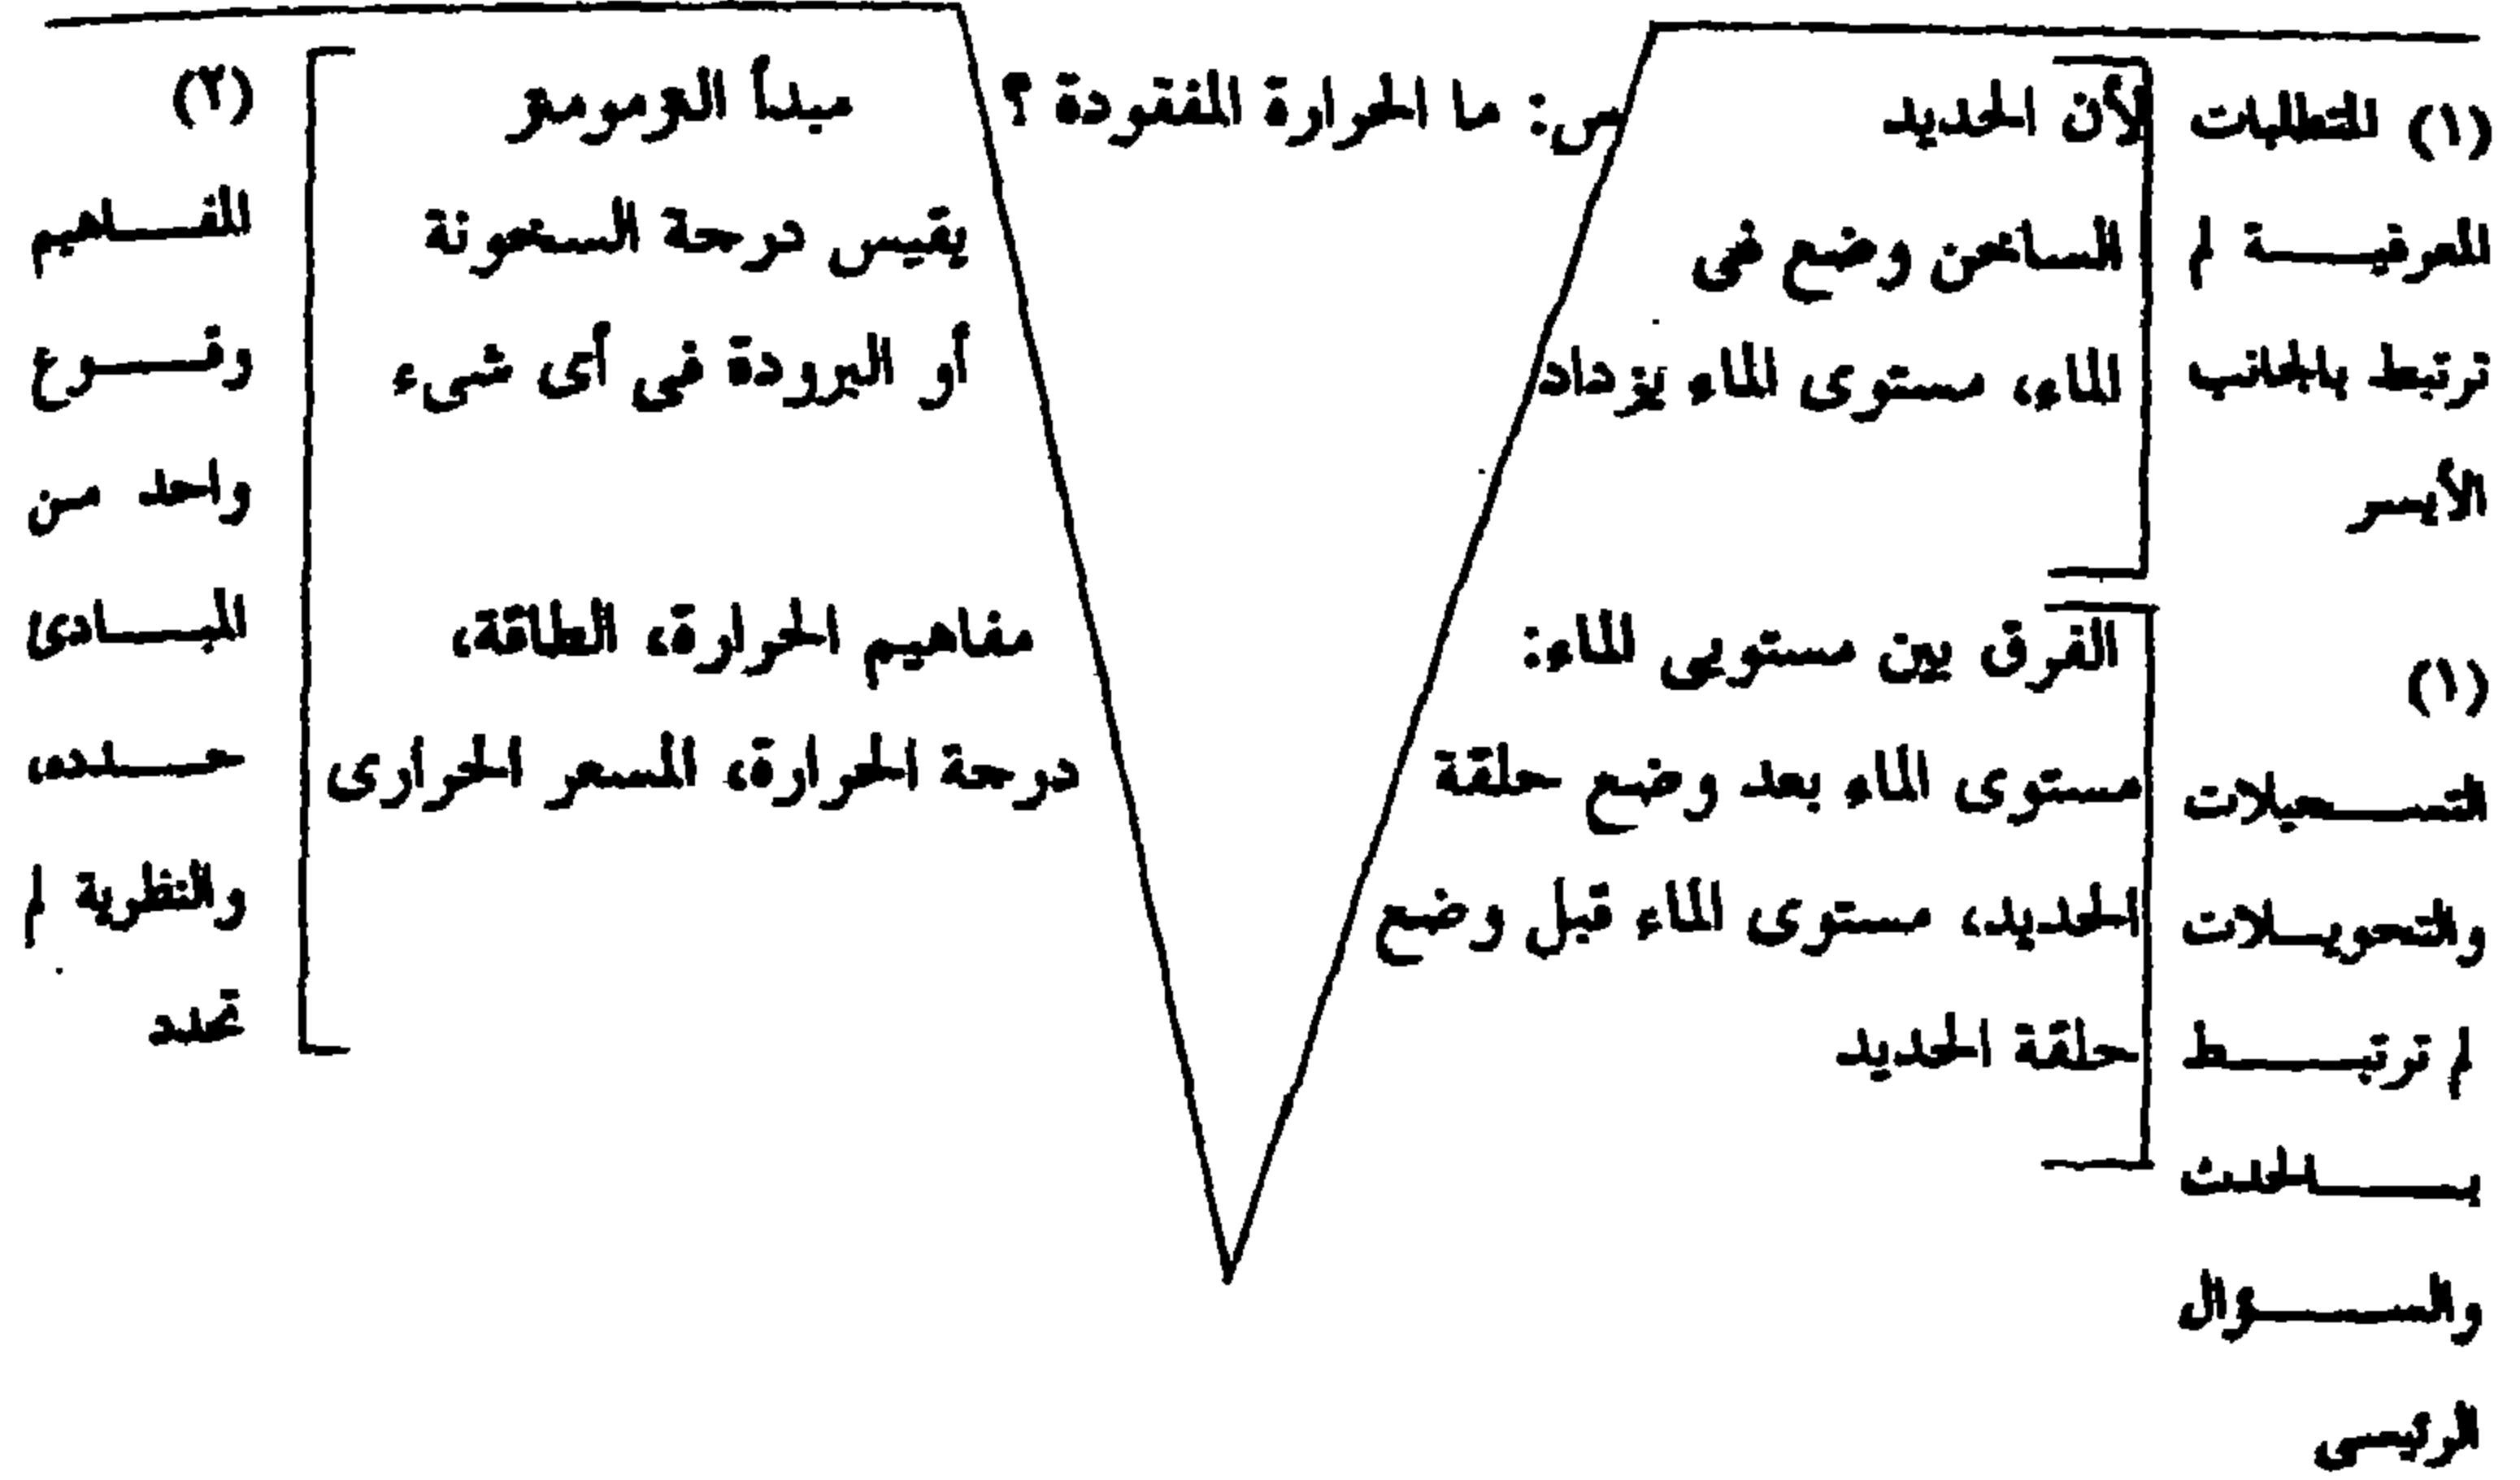 (١) المتطلبات
المعرفية لم
ترتبط بالجانب
الأيسر
(١)
التسجيلات
والتحويلات
لم ترتبط
بالحدث
والسؤال
الرئيسى
لأن الحديد
الساخن وضع فى
الماء، مستوى الماء يزداد
الفرق بين مستويى الماء:
مستوى الماء بعد وضع حلقة
الحديد، مستوى الماء قبل وضع
حلقة الحديد
س: ما الحرارة المفقودة ؟
مبدأ الترمومتر
يقيس درجة السخونة
أو البرودة فى أى شىء
مفاهيم الحرارة، الطاقة،
درجة الحرارة، المسعر الحرارى
(٢)
المفاهيم
ونوع
واحد من
المبادئ
والنظرية لم
تحدد